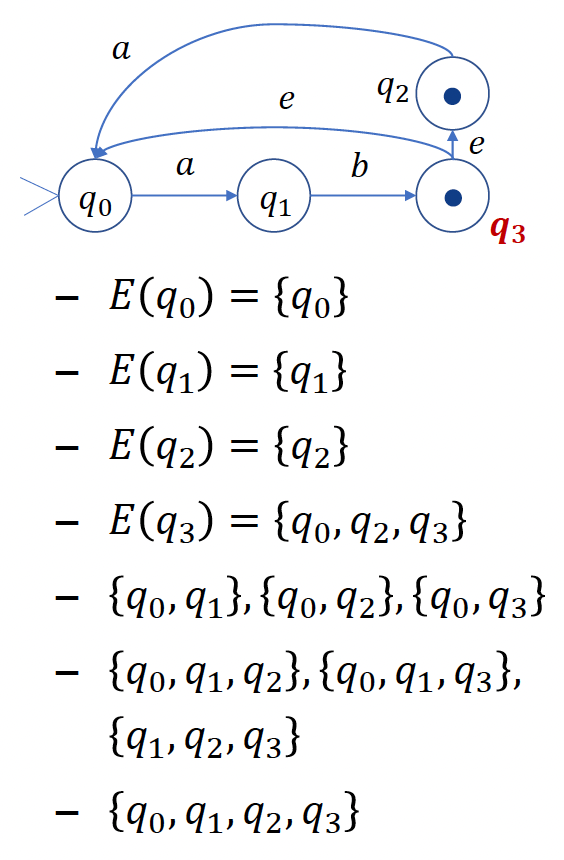 a
q₂
e
e
a
b
q₀
q₁
q₃
– E(q₀) = {q₀}
– E(q₁) = {q₁}
– E(q₂) = {q₂}
– E(q₃) = {q₀, q₂, q₃}
– {q₀, q₁}, {q₀, q₂}, {q₀, q₃}
– {q₀, q₁, q₂}, {q₀, q₁, q₃},
{q₁, q₂, q₃}
– {q₀, q₁, q₂, q₃}